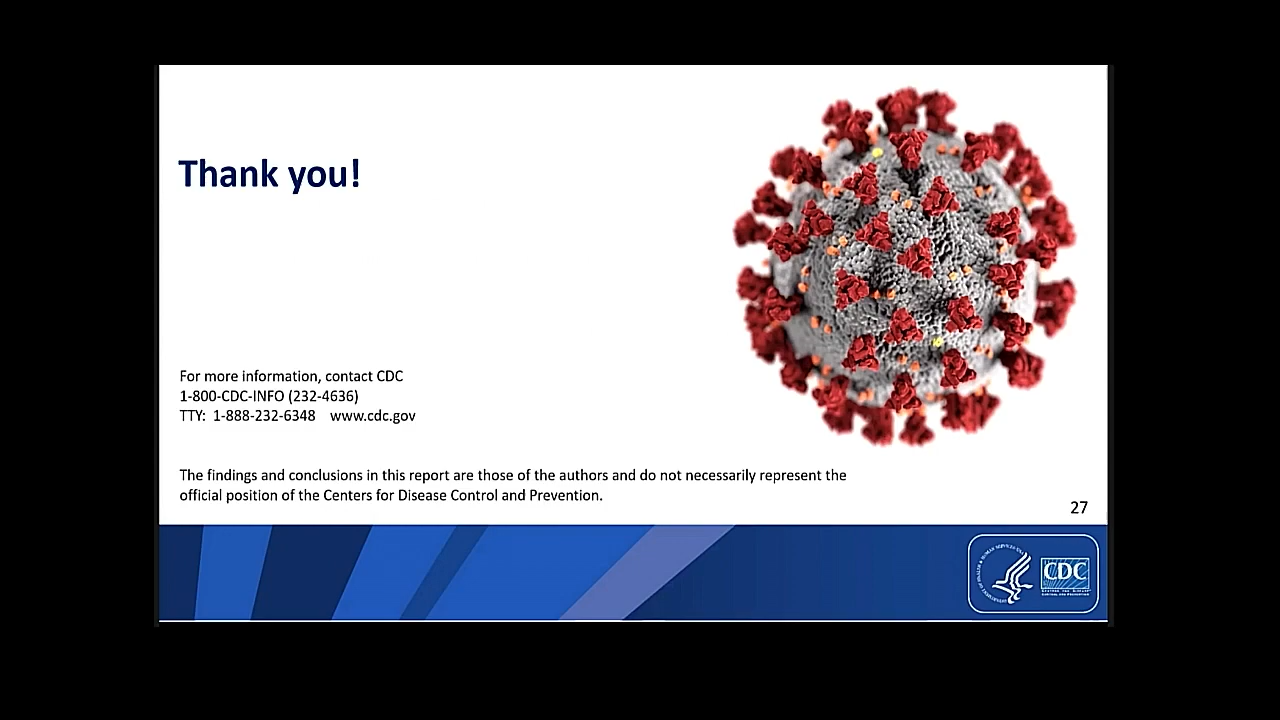 Thank you!
For more information, contact CDC
1-800-CDC-INFO (232-4636)
TTY:  1-888-232-6348    www.cdc.gov
The findings and conclusions in this report are those of the authors and do not necessarily represent the
official position of the Centers for Disease Control and Prevention.
27
CDC